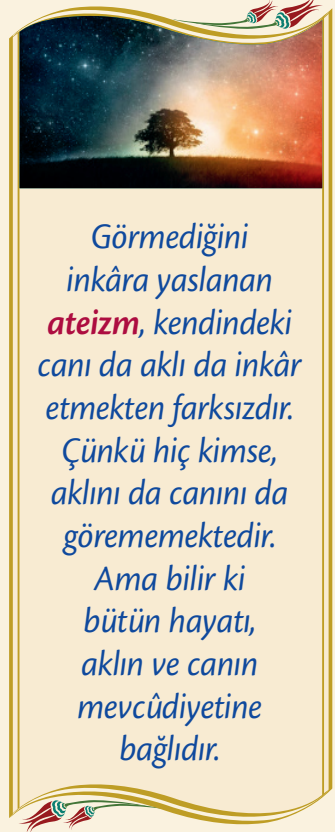 Görmediğini
inkâra yaslanan
ateizm, kendindeki
canı da aklı da inkâr
etmekten farksızdır.
Çünkü hiç kimse,
aklını da canını da
görememektedir.
Ama bilir ki
bütün hayatı,
aklın ve canın
mevcûdiyetine
bağlıdır.